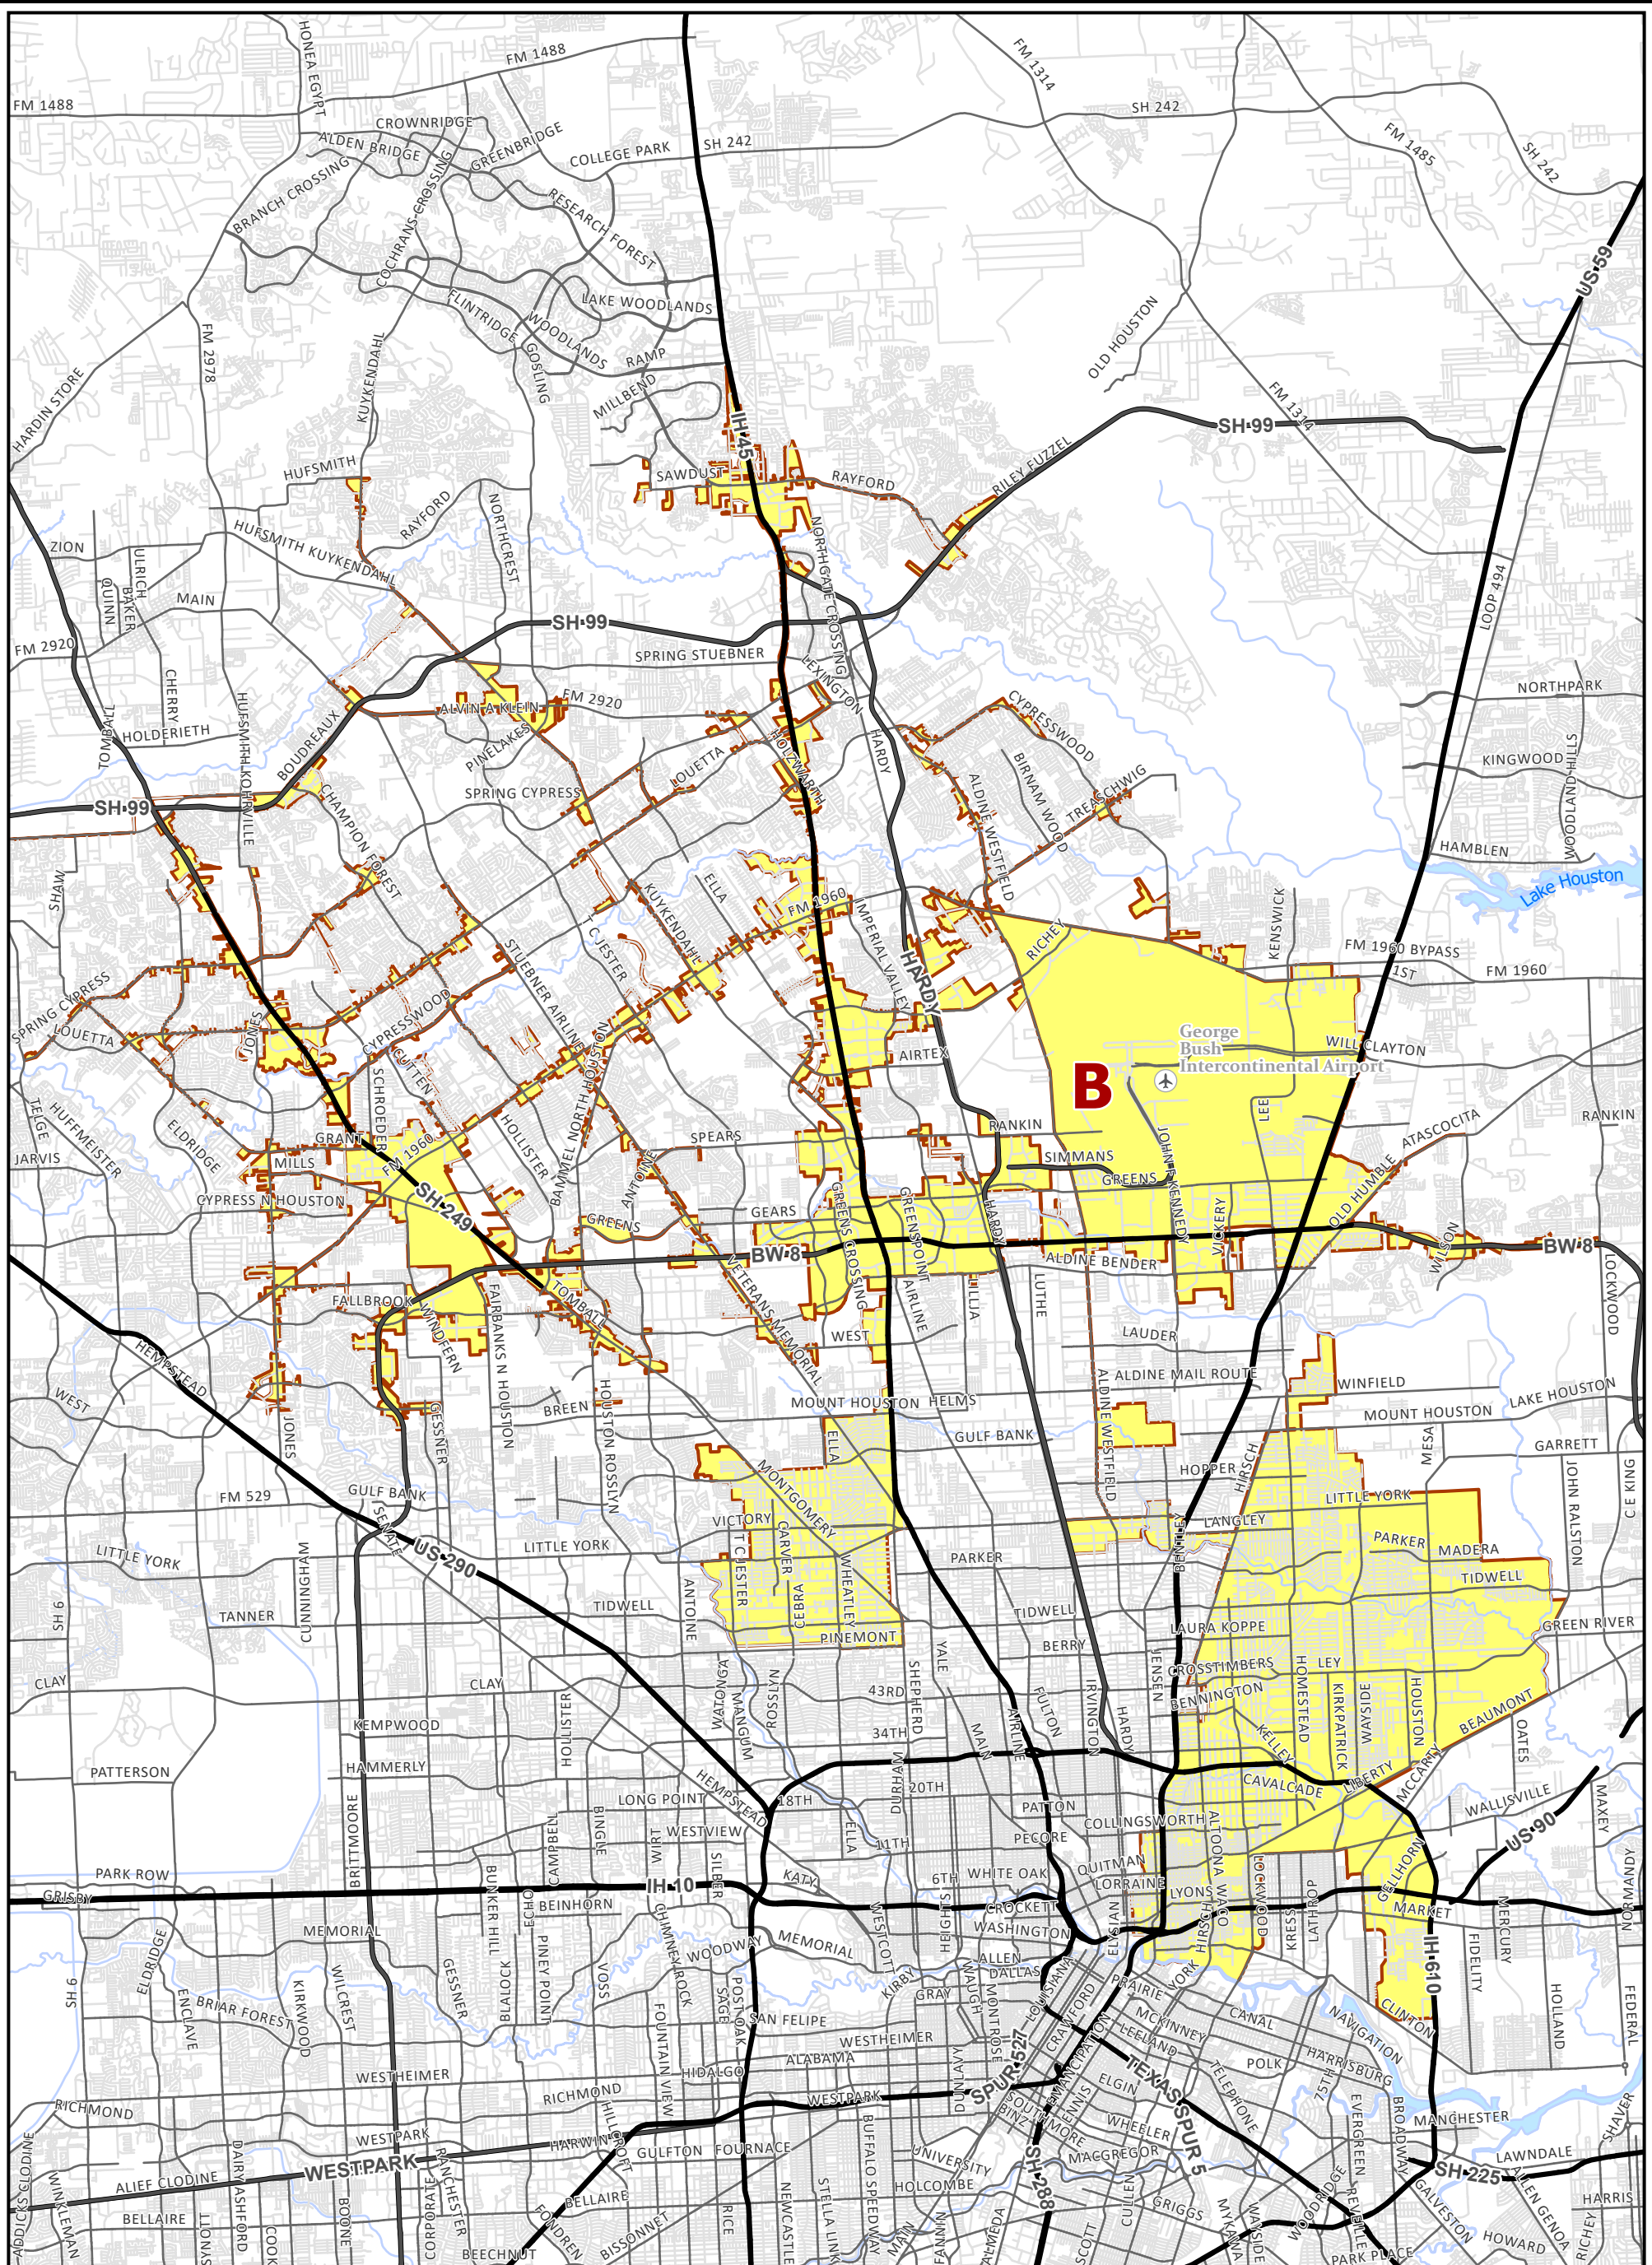 HONEA EGYPT
FM 1488
FM 1314
FM 1488
SH 242
CROWNRIDGE
ALDEN BRIDGE
GREENBRIDGE
COLLEGE PARK
SH 242
FM 1485
SH 242
BRANCH CROSSING
COCHRANS CROSSING
RESEARCH FOREST
US 59
FLINTRIDGE
LAKE WOODLANDS
WOODLANDS
RAMP
GOSLING
OLD HOUSTON
FM 2978
KUYKENDAHL
MILLBEND
HARDIN STORE
FM 1314
IH 45
SH 99
HUFSMITH
SAWDUST
RAYFORD
RILEY FUZZEL
RAYFORD
NORTHCREST
HUFSMITH KUYKENDAHL
NORTHGATE CROSSING
ZION
ULRICH
QUINN
BAKER
MAIN
LOOP 494
SH 99
FM 2920
SPRING STUEBNER
LEXINGTON
CHERRY
NORTHPARK
FM 2920
ALVIN A KLEIN
CYPRESSWOOD
TOMBALL
HOLDERIETH
HUFSMITH KOHRVILLE
BOUDREAUX
PINELAKES
HOLZWARTH
HARDY
LOUETTA
BIRNAM WOOD
KINGWOOD
WOODLAND HILLS
SPRING CYPRESS
ALDINE WESTFIELD
TREASCHWIG
SH 99
CHAMPION FOREST
HAMBLEN
Lake Houston
SHAW
KUYKENDAHL
ELLA
FM 1960
IMPERIAL VALLEY
RICHEY
KENSWICK
FM 1960 BYPASS
1ST
FM 1960
STUEBNER AIRLINE
T C JESTER
HARDY
SPRING CYPRESS
LOUETTA
JONES
CYPRESSWOOD
CUTTEN
AIRTEX
George
Bush
Intercontinental Airport
WILL CLAYTON
B
TELGE
HUFFMEISTER
ELDRIDGE
SCHROEDER
HOLLISTER
BAMMEL NORTH HOUSTON
LEE
RANKIN
RANKIN
ATASCOCITA
JARVIS
GRANT
MILLS
FM 1960
SPEARS
SIMMANS
GREENS
JOHN F KENNEDY
OLD HUMBLE
CYPRESS N HOUSTON
SH 249
ANTOINE
GREENS
GEARS
GREENS CROSSING
GREENSPOINT
HARDY
VICKERY
WILSON
BW 8
BW 8
ALDINE BENDER
LOCKWOOD
FALLBROOK
WINDFERN
FAIRBANKS N HOUSTON
TOMBALL
VETERANS MEMORIAL
AIRLINE
LILLJA
LUTHE
WEST
LAUDER
HEMPSTEAD
ALDINE MAIL ROUTE
WINFIELD
LAKE HOUSTON
WEST
JONES
GESSNER
BREEN
HOUSTON ROSSLYN
MOUNT HOUSTON
HELMS
MOUNT HOUSTON
ELLA
GULF BANK
ALDINE WESTFIELD
HIRSCH
MESA
GARRETT
HOPPER
JOHN RALSTON
C E KING
FM 529
GULF BANK
SENATE
MONTGOMERY
LITTLE YORK
VICTORY
LANGLEY
BENTLEY
LITTLE YORK
US 290
LITTLE YORK
T C JESTER
CARVER
WHEATLEY
CEBRA
PARKER
PARKER
MADERA
TIDWELL
SH 6
TANNER
CUNNINGHAM
TIDWELL
ANTOINE
PINEMONT
TIDWELL
BERRY
LAURA KOPPE
GREEN RIVER
CLAY
CLAY
WATONGA
MANGUM
ROSSLYN
43RD
SHEPHERD
YALE
JENSEN
CROSSTIMBERS
LEY
BENNINGTON
HOMESTEAD
KIRKPATRICK
WAYSIDE
HOUSTON
BEAUMONT
KEMPWOOD
HOLLISTER
34TH
MAIN
AIRLINE
FULTON
IRVINGTON
HARDY
KELLEY
OATES
PATTERSON
HAMMERLY
HEMPSTEAD
DURHAM
20TH
CAVALCADE
LIBERTY
MCCARTY
WALLISVILLE
MAXEY
BRITTMOORE
LONG POINT
18TH
PATTON
COLLINGSWORTH
ALTOONA
US 90
CAMPBELL
BINGLE
WIRT
WESTVIEW
ELLA
11TH
PECORE
QUITMAN
PARK ROW
BUNKER HILL
SILBER
KATY
6TH
WHITE OAK
LORRAINE
LYONS
WACO
LOCKWOOD
GELLHORN
NORMANDY
GRISBY
IH 10
ECHO
BEINHORN
CROCKETT
HIRSCH
KRESS
LATHROP
MARKET
MERCURY
MEMORIAL
WESTCOTT
HEIGHTS
WASHINGTON
ELYSIAN
ELDRIDGE
GESSNER
BLALOCK
PINEY POINT
VOSS
CHIMNEY ROCK
WOODWAY
MEMORIAL
KIRBY
ALLEN
DALLAS
LOUISIANA
YORK
IH 610
FIDELITY
SH 6
ENCLAVE
BRIAR FOREST
KIRKWOOD
WILCREST
SAGE
POST OAK
GRAY
WAUGH
MONTROSE
CRAWFORD
PRAIRIE
MCKINNEY
CANAL
NAVIGATION
CLINTON
HOLLAND
FEDERAL
FOUNTAIN VIEW
SAN FELIPE
WESTHEIMER
ALABAMA
SPUR 527
EMANCIPATION
LEELAND
POLK
HARRISBURG
WESTHEIMER
HIDALGO
RICHMOND
HILLCROFT
WESTPARK
DUNLAVY
ENNIS
ELGIN
TEXAS SPUR 5
TELEPHONE
75TH
EVERGREEN
BROADWAY
RICHMOND
SOUTHMORE
BINZ
WHEELER
MANCHESTER
SHAVER
WESTPARK
HARWIN
GULFTON
FOURNACE
BUFFALO SPEEDWAY
UNIVERSITY
MACGREGOR
LAWNDALE
ADDICKS CLODINE
WINKLEMAN
ALIEF CLODINE
DAIRY ASHFORD
WESTPARK
RANCHESTER
SH 288
HOLCOMBE
SH 225
BELLAIRE
CORPORATE
BOONE
COOK
LLONAS
BELLAIRE
FONDREN
BISSONNET
BEECHNUT
RICE
NEWCASTLE
STELLA LINK
MAIN
FANNIN
ALMEDA
SCOTT
CULLEN
GRIGGS
MYKAWA
WAYSIDE
WOODRIDGE
REVEILLE
PARK PLACE
GALVESTON
ALLEN GENOA
HOWARD
HARRIS
RICHEY